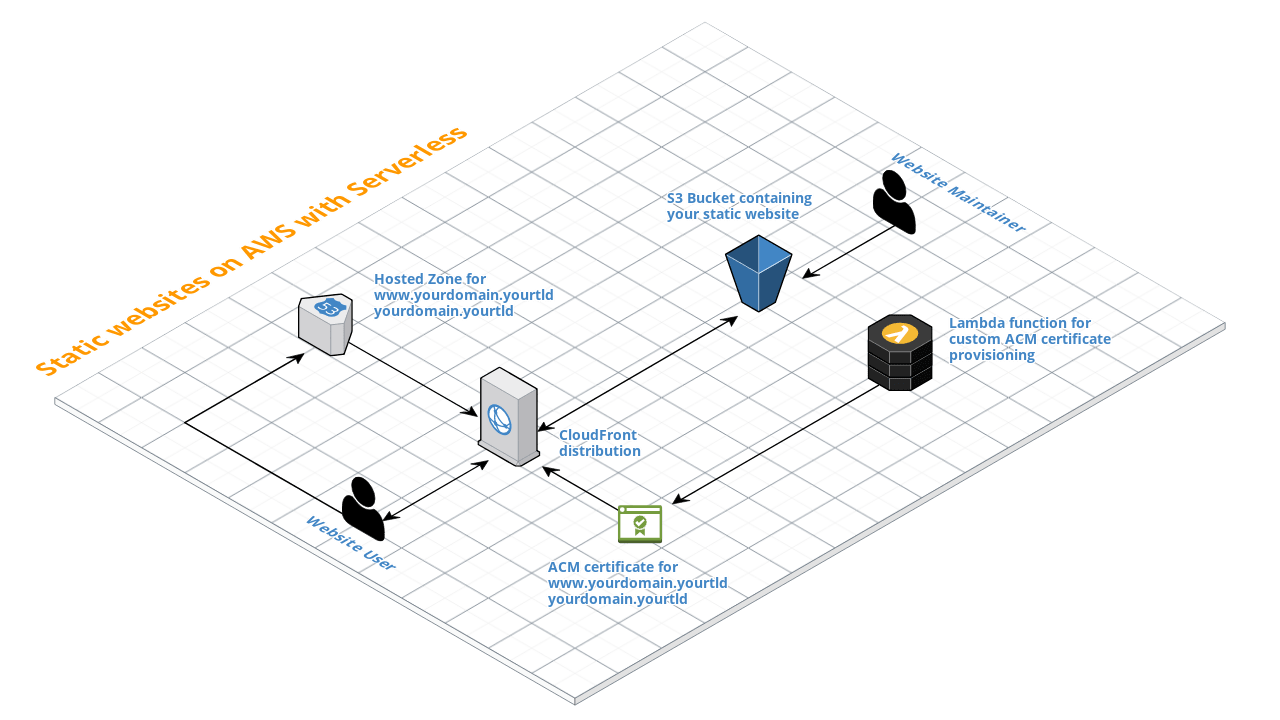 Static websites on AWS with Serverless
Website Maintainer
S3 Bucket containing
your static website
Hosted Zone for
www.yourdomain.yourtld
yourdomain.yourtld
53
Lambda function for
custom ACM certificate
provisioning
CloudFront
distribution
Website User
ACM certificate for
www.yourdomain.yourtld
yourdomain.yourtld